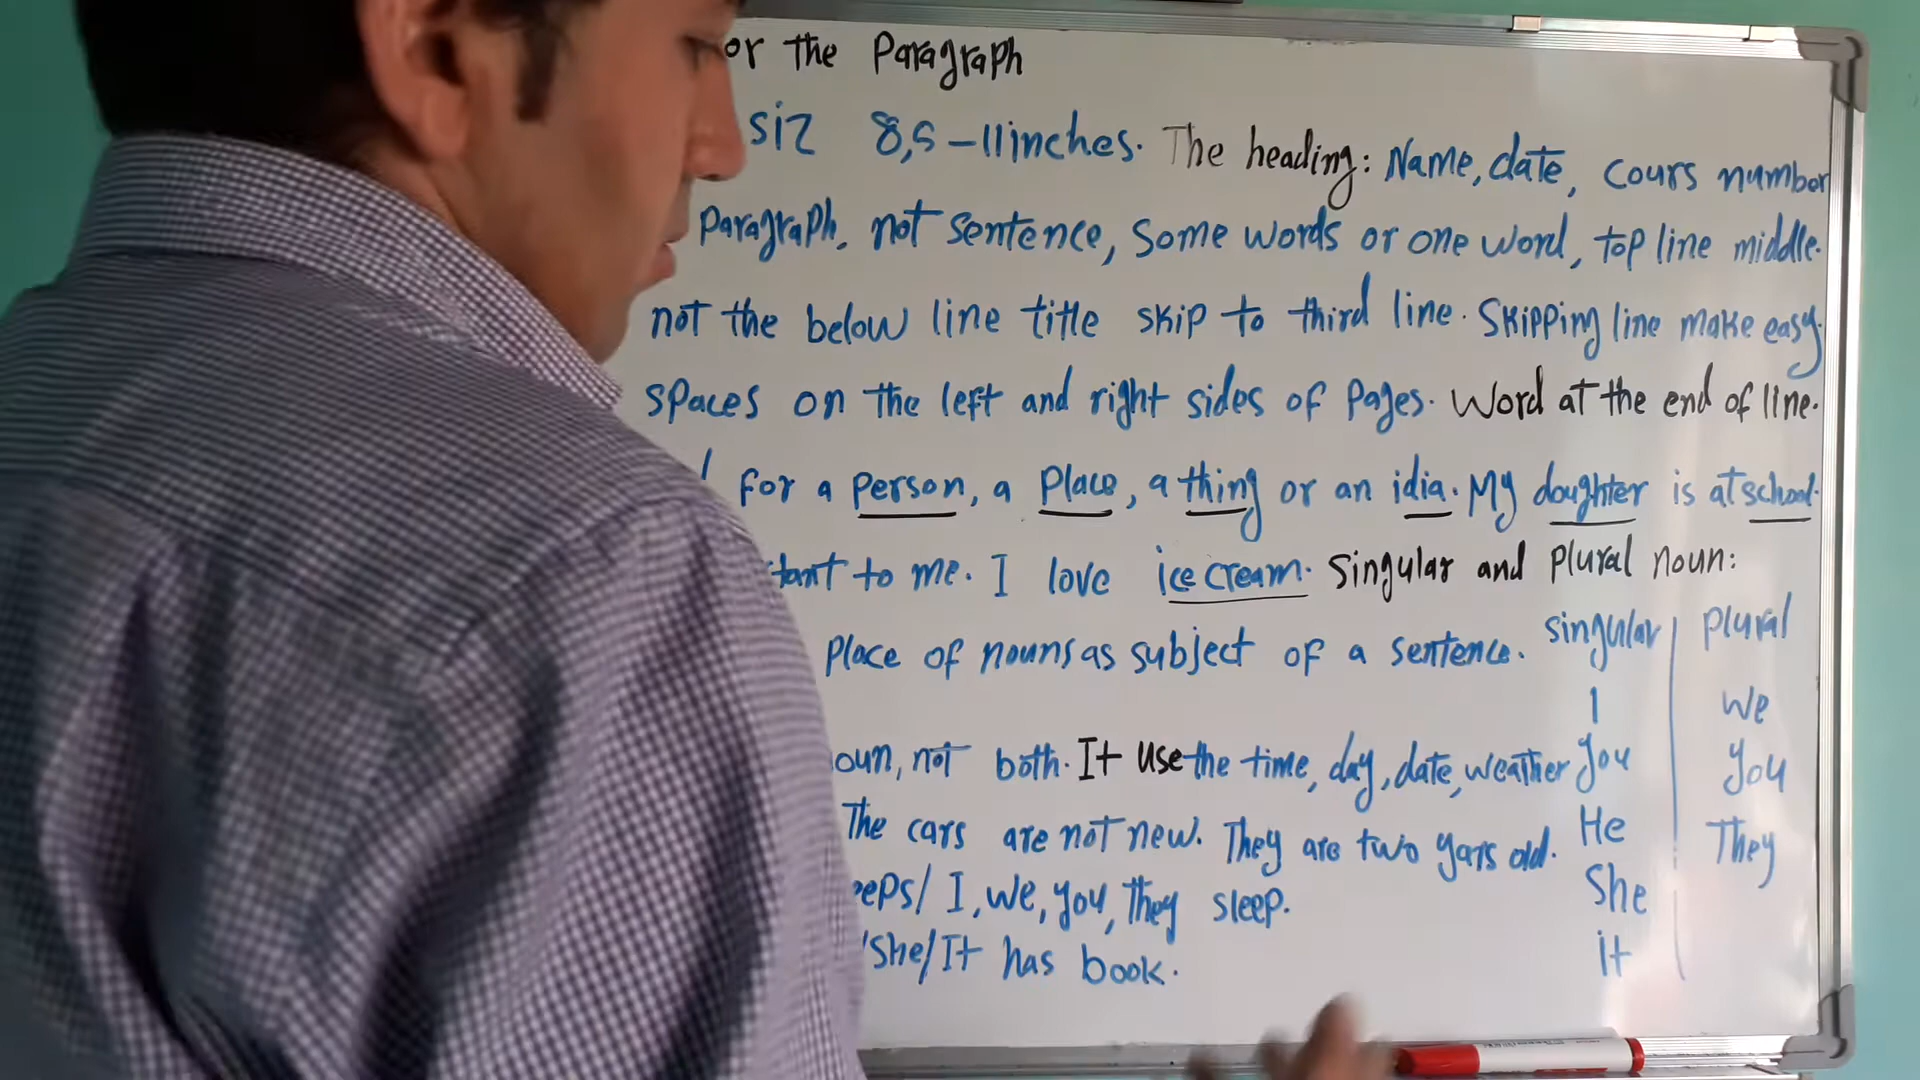 or the Paragraph
siz 8,5-11inches. The heading: Name, date, cours number
Paragraph, not sentence, some words or one word, top line middle.
not the below line title skip to third line. Skipping line make easy.
spaces on the left and right sides of Pages. Word at the end of line.
for a person, a place, a thing or an idia. My doughter is at school.
tant to me. I love ice cream. Singular and plural noun:
Place of nouns as subject of a sentence. singular plural
I we
oun, not both. It use the time, day, date, weather you you
The cars are not new. They are two yars old. He They
eeps/ I, we, you, they sleep. She
/She/It has book. it